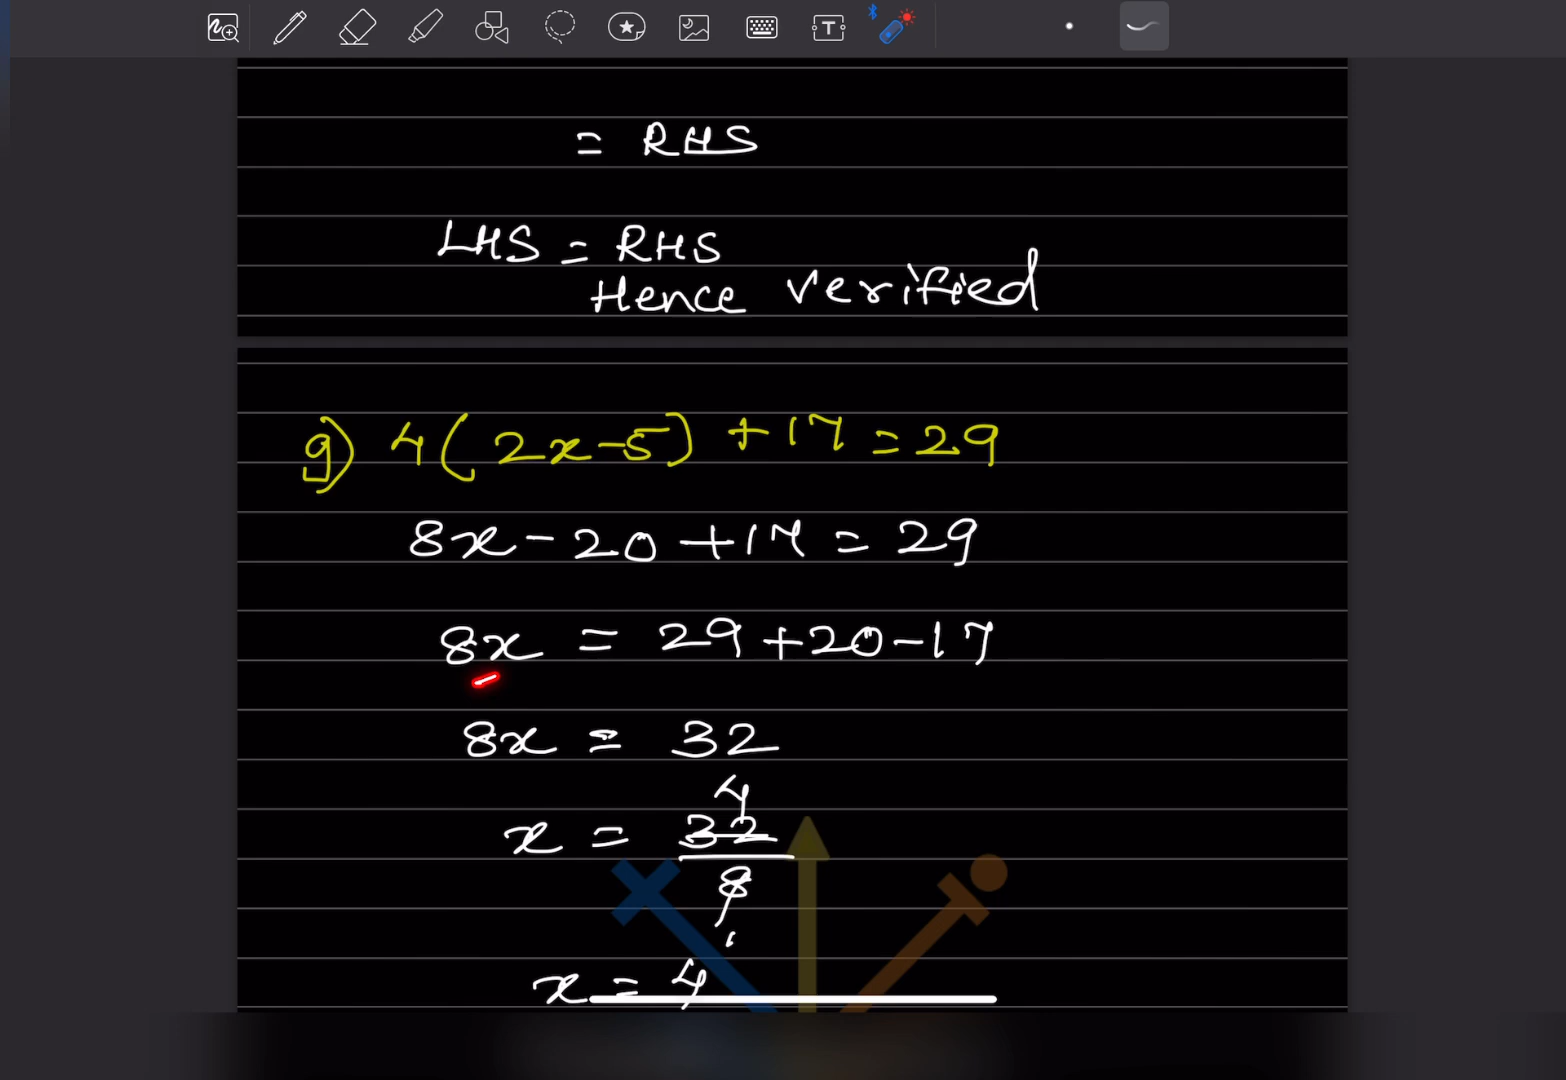 = RHS
LHS = RHS
Hence verified
g) 4(2x-5) + 17 = 29
8x - 20 + 17 = 29
8x = 29 + 20 - 17
8x = 32
4
x = 32
8
1
x = 4